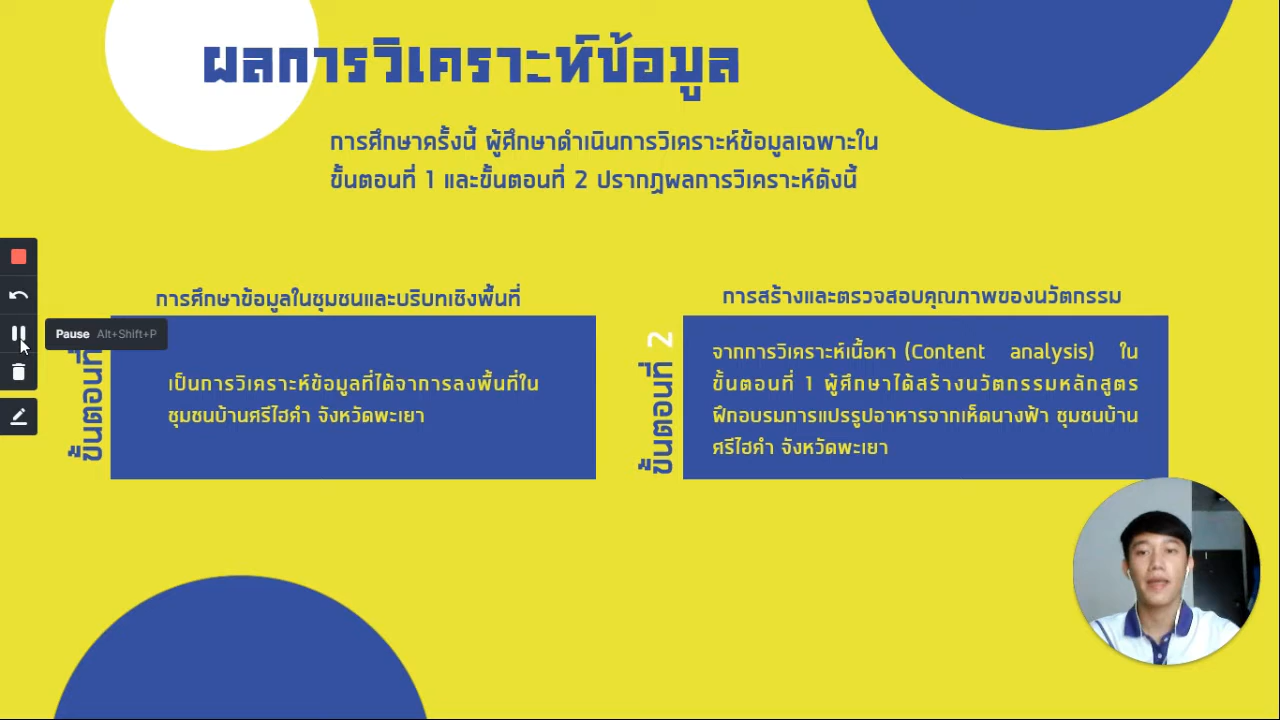 ผลการวิเคราะห์ข้อมูล
การศึกษาครั้งนี้ ผู้ศึกษาดำเนินการวิเคราะห์ข้อมูลเฉพาะใน
ขั้นตอนที่ 1 และขั้นตอนที่ 2 ปรากฏผลการวิเคราะห์ดังนี้
การศึกษาข้อมูลในชุมชนและบริบทเชิงพื้นที่
Pause Alt+Shift+P
ขั้นตอนที่
เป็นการวิเคราะห์ข้อมูลที่ได้จาการลงพื้นที่ใน
ชุมชนบ้านศรีไฮคำ จังหวัดพะเยา
การสร้างและตรวจสอบคุณภาพของนวัตกรรม
ขั้นตอนที่ 2
จากการวิเคราะห์เนื้อหา (Content analysis) ใน
ขั้นตอนที่ 1 ผู้ศึกษาได้สร้างนวัตกรรมหลักสูตร
ฝึกอบรมการแปรรูปอาหารจากเห็ดนางฟ้า ชุมชนบ้าน
ศรีไฮคำ จังหวัดพะเยา